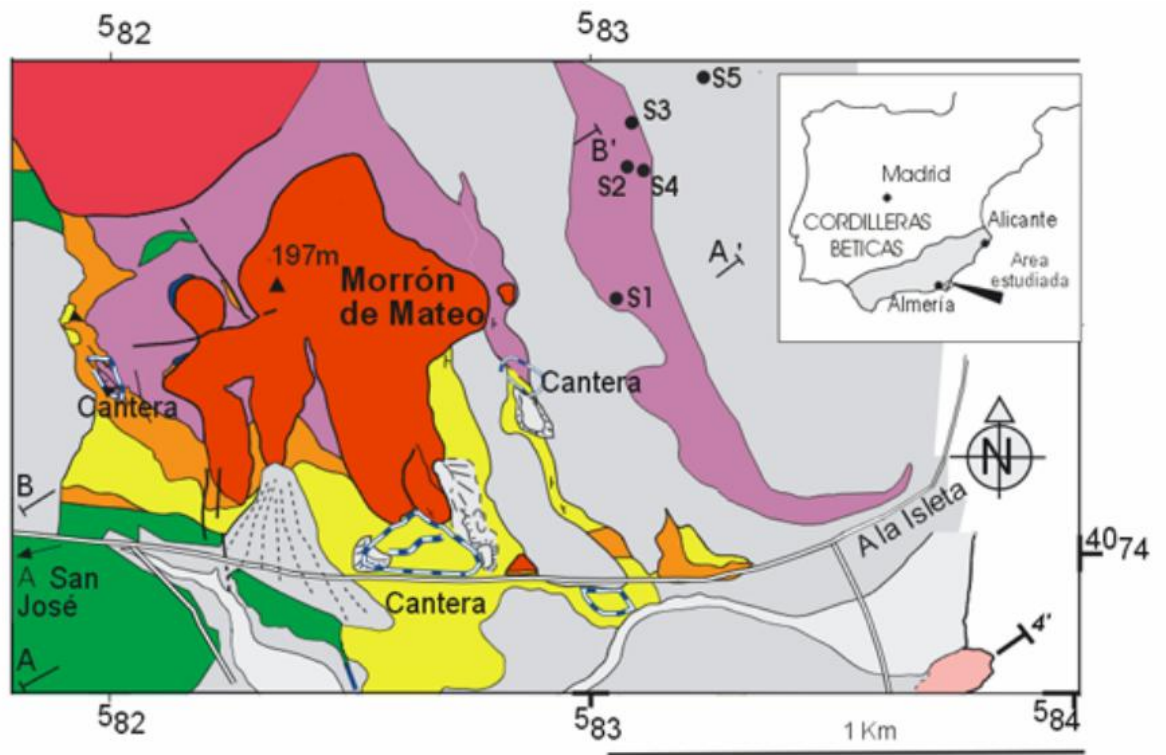 582
583
S5
S3
B'
S2
S4
A'
S1
Madrid
CORDILLERAS
BETICAS
Alicante
Area
estudiada
Almería
197m
Morrón
de Mateo
Cantera
Cantera
B
N
A la Isleta
4074
A San
José
Cantera
A
4'
582
583
584
1 Km